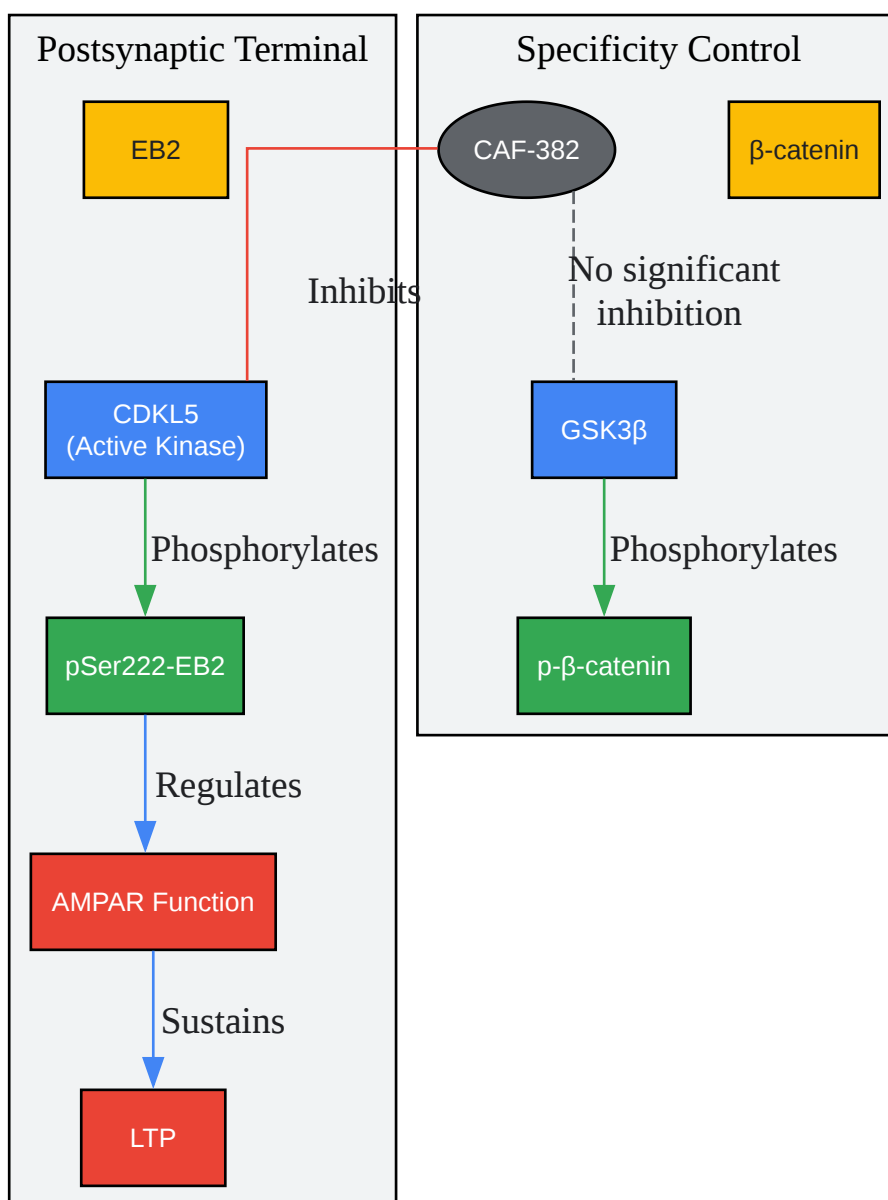 Postsynaptic Terminal
EB2
Inhibits
CDKL5
(Active Kinase)
Phosphorylates
pSer222-EB2
Regulates
AMPAR Function
Sustains
LTP
Specificity Control
CAF-382
β-catenin
No significant
inhibition
GSK3β
Phosphorylates
p-β-catenin